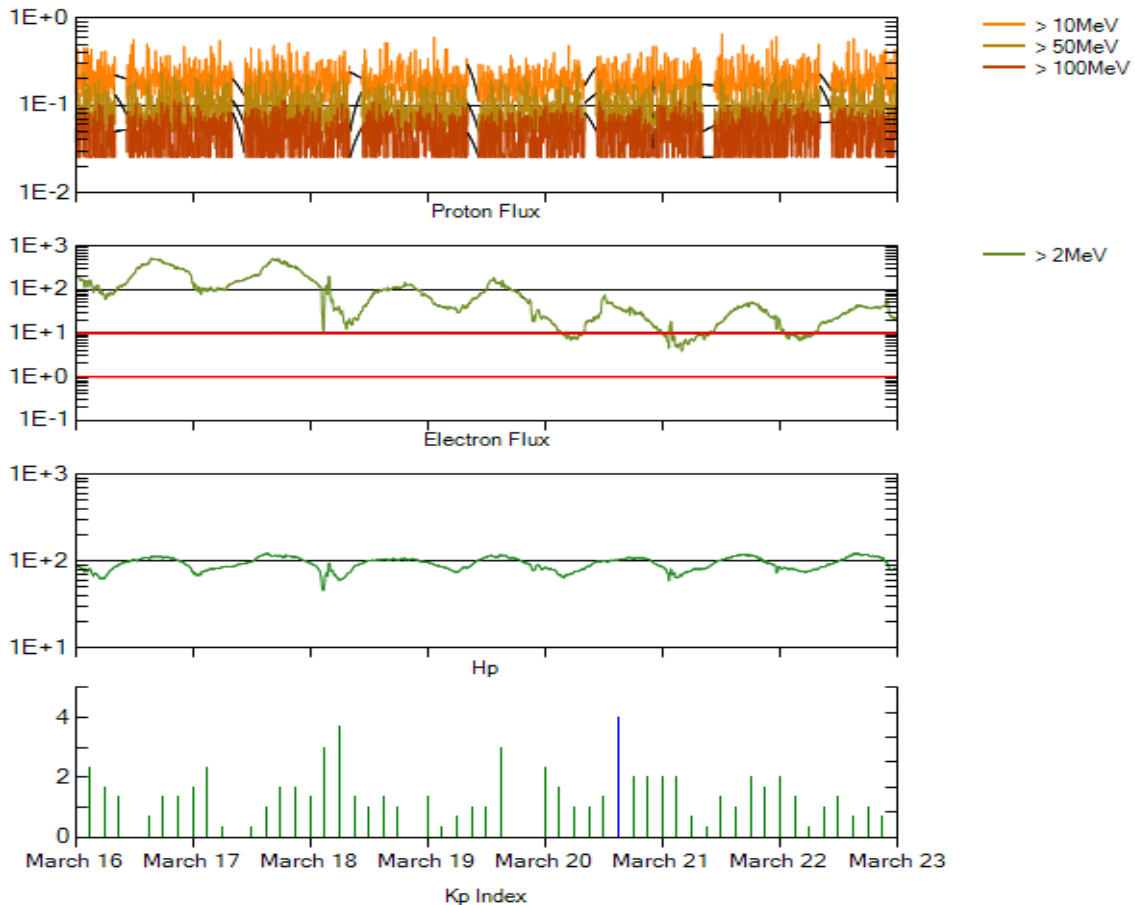 1E+0
1E-1
1E-2
Proton Flux
> 10MeV
> 50MeV
> 100MeV
1E+3
1E+2
1E+1
1E+0
1E-1
Electron Flux
> 2MeV
1E+3
1E+2
1E+1
Hp
4
2
0
March 16 March 17 March 18 March 19 March 20 March 21 March 22 March 23
Kp Index